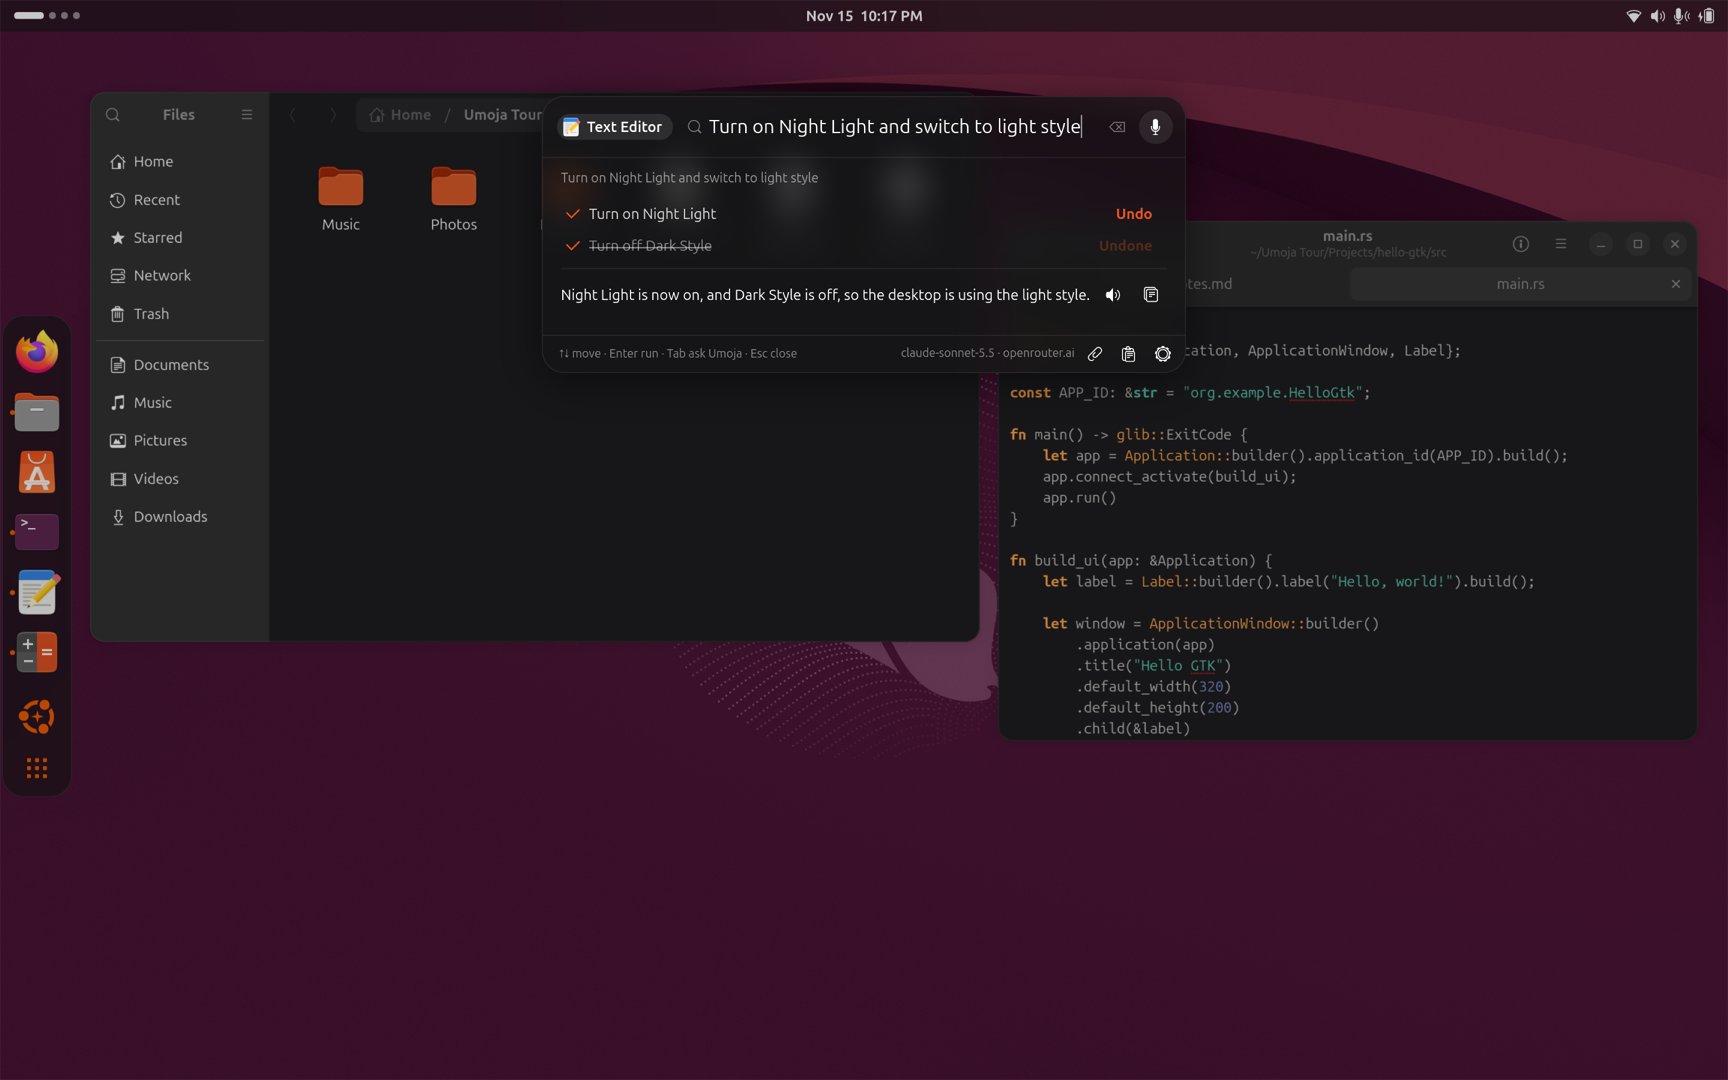 Nov 15 10:17 PM
Files
Home
Recent
Starred
Network
Trash
Documents
Music
Pictures
Videos
Downloads
Home / Umoja Tour
Music
Photos
Text Editor
Turn on Night Light and switch to light style
Turn on Night Light and switch to light style
Turn on Night Light
Undo
Turn off Dark Style
Undone
Night Light is now on, and Dark Style is off, so the desktop is using the light style.
↑↓ move · Enter run · Tab ask Umoja · Esc close
claude-sonnet-5.5 · openrouter.ai
main.rs
~/Umoja Tour/Projects/hello-gtk/src
tes.md
main.rs
cation, ApplicationWindow, Label};
const APP_ID: &str = "org.example.HelloGtk";
fn main() -> glib::ExitCode {
let app = Application::builder().application_id(APP_ID).build();
app.connect_activate(build_ui);
app.run()
}
fn build_ui(app: &Application) {
let label = Label::builder().label("Hello, world!").build();
let window = ApplicationWindow::builder()
.application(app)
.title("Hello GTK")
.default_width(320)
.default_height(200)
.child(&label)